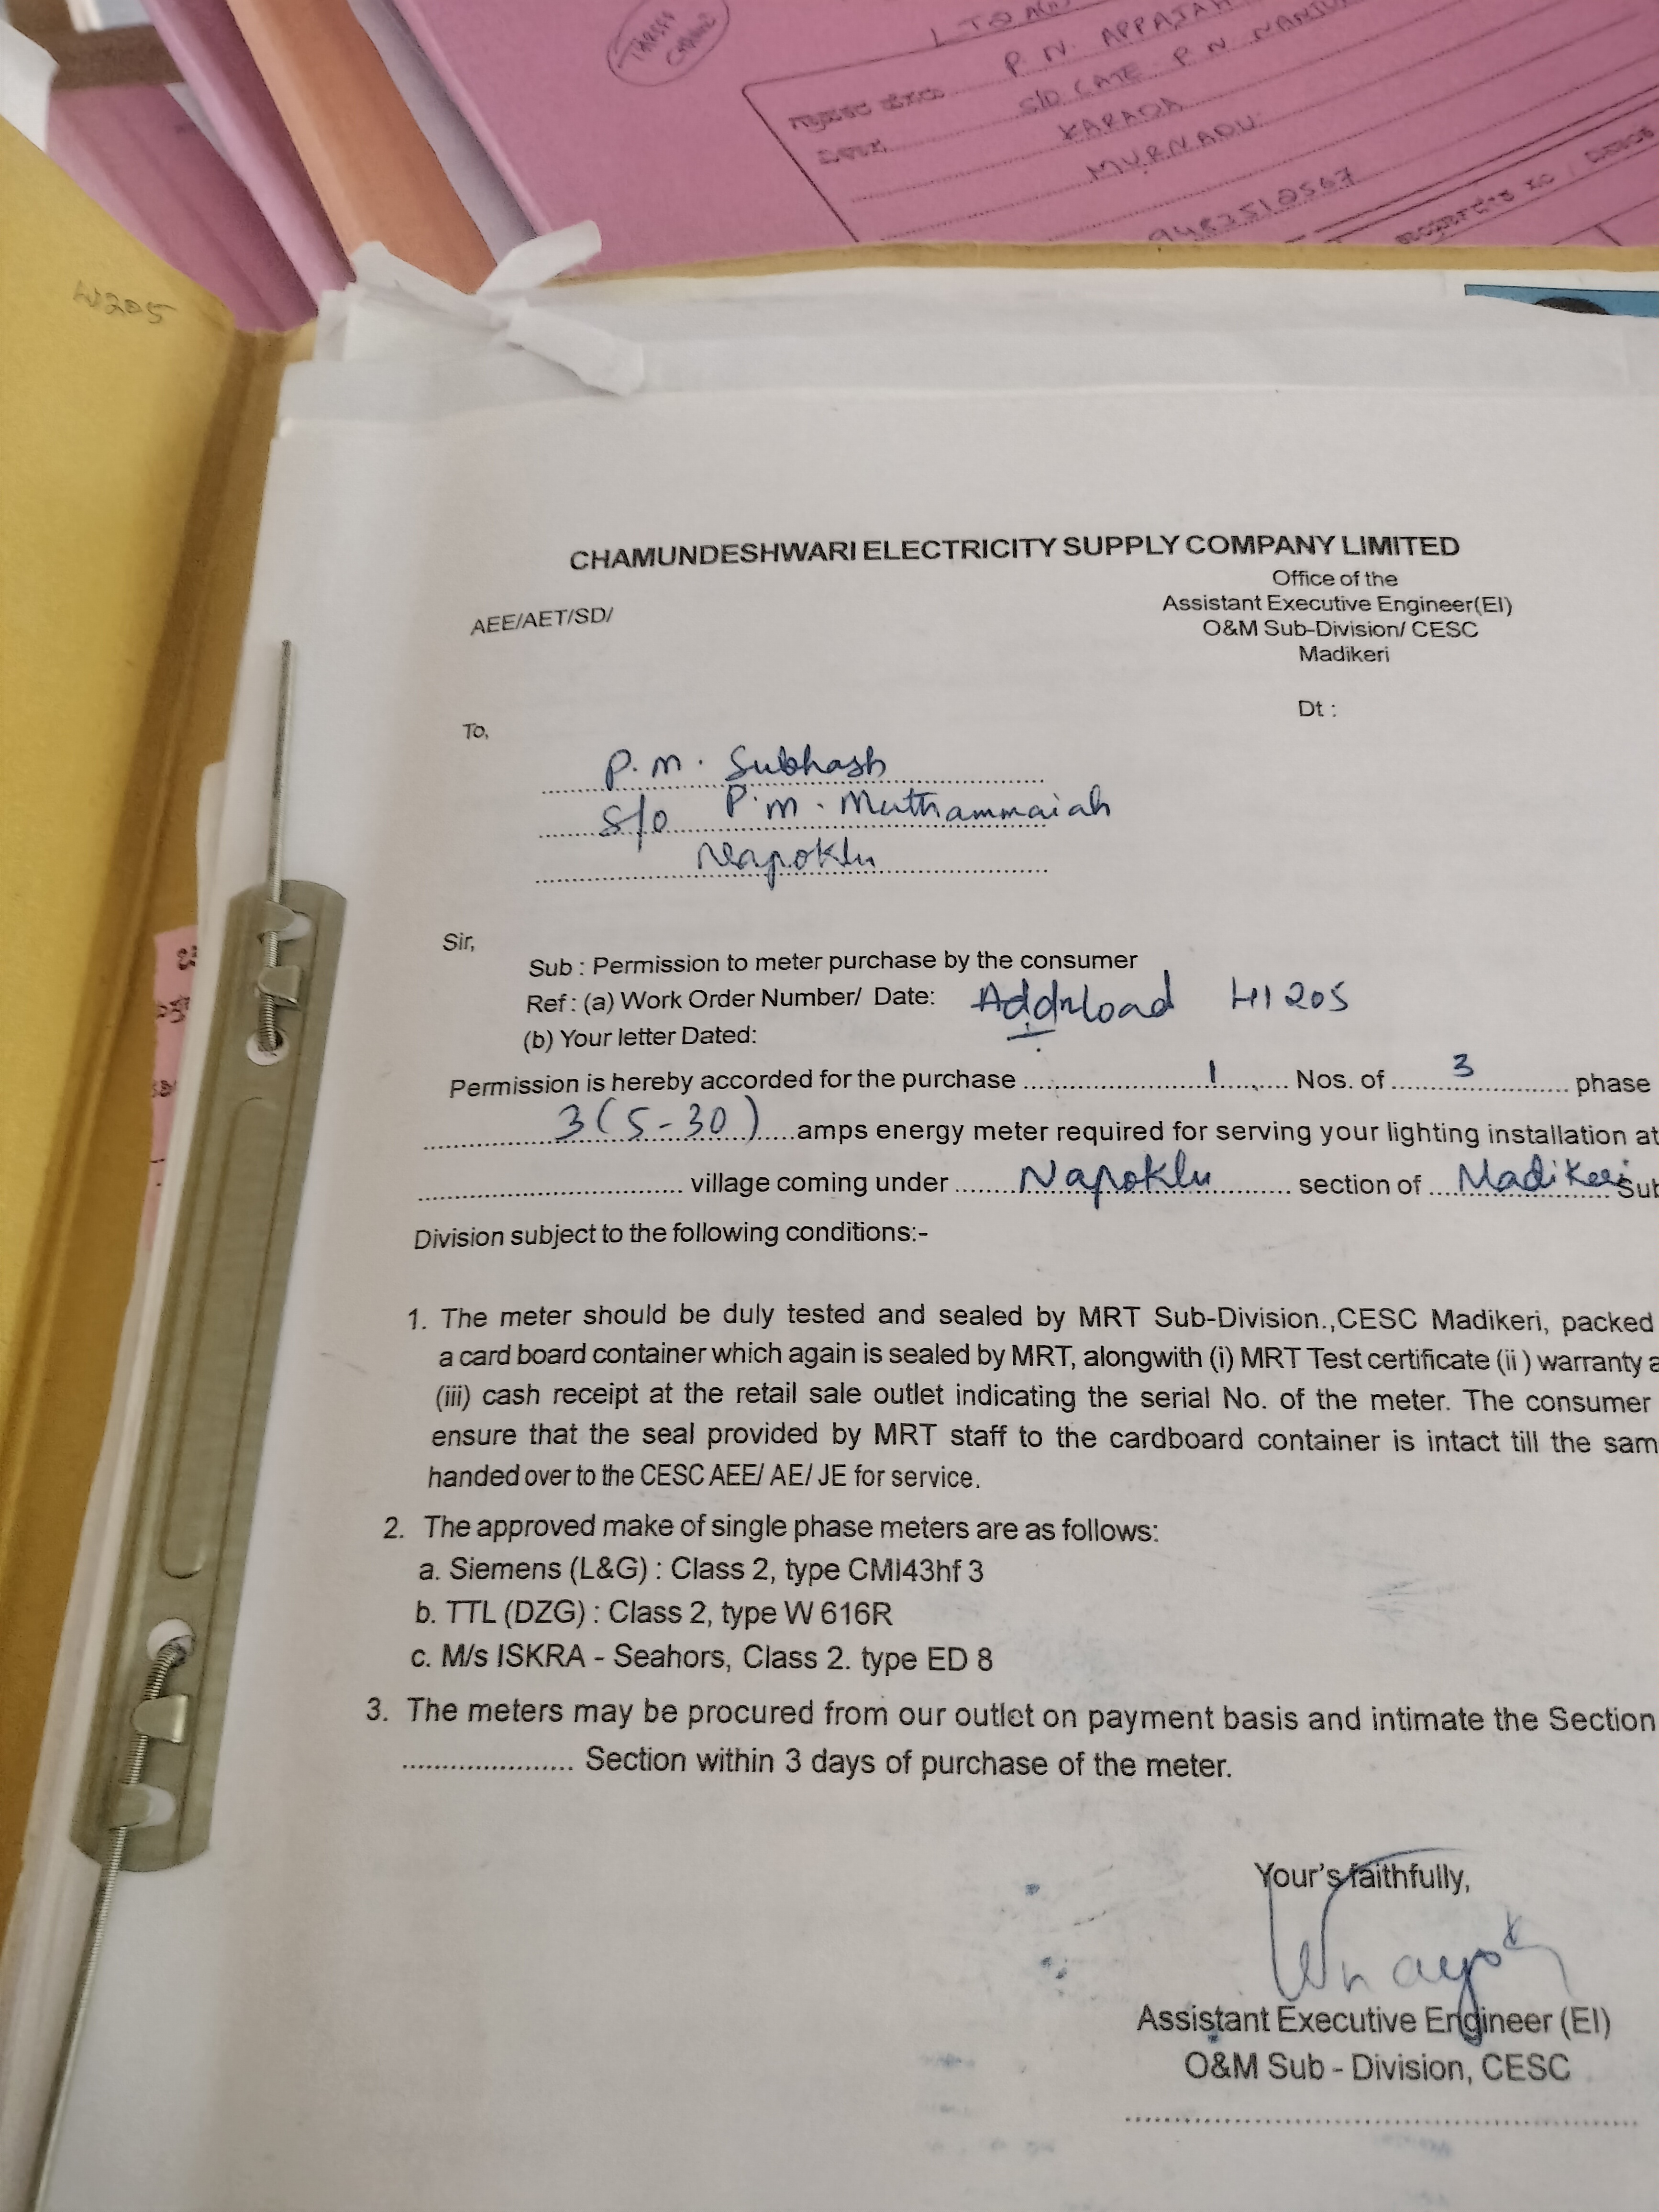 TARIFF
CHANGE
P. N. APPAJAH
ಗ್ರಾಹಕರ ಹೆಸರು
S/O LATE P N NANJU
ವಿಳಾಸ
KARADA
MURNADU
9483510567
H1205
CHAMUNDESHWARI ELECTRICITY SUPPLY COMPANY LIMITED
Office of the
AEE/AET/SD/
Assistant Executive Engineer(EI)
O&M Sub-Division/ CESC
Madikeri
Dt :
To,
P.M. Subhash
S/o P.M. Muthammaiah
Napoklu
Sir,
Sub : Permission to meter purchase by the consumer
Ref : (a) Work Order Number/ Date: Addnload H1205
(b) Your letter Dated:
Permission is hereby accorded for the purchase ........ 1 ........ Nos. of ........ 3 ........ phase
........ 3(5-30) ........ amps energy meter required for serving your lighting installation at
........ village coming under ........ Napoklu ........ section of ........ Madikeri ........ Sub
Division subject to the following conditions:-
1. The meter should be duly tested and sealed by MRT Sub-Division.,CESC Madikeri, packed
a card board container which again is sealed by MRT, alongwith (i) MRT Test certificate (ii ) warranty a
(iii) cash receipt at the retail sale outlet indicating the serial No. of the meter. The consumer
ensure that the seal provided by MRT staff to the cardboard container is intact till the sam
handed over to the CESC AEE/ AE/ JE for service.
2. The approved make of single phase meters are as follows:
a. Siemens (L&G) : Class 2, type CMI43hf 3
b. TTL (DZG) : Class 2, type W 616R
c. M/s ISKRA - Seahors, Class 2. type ED 8
3. The meters may be procured from our outlet on payment basis and intimate the Section
........ Section within 3 days of purchase of the meter.
Your's faithfully,
Assistant Executive Engineer (EI)
O&M Sub - Division, CESC